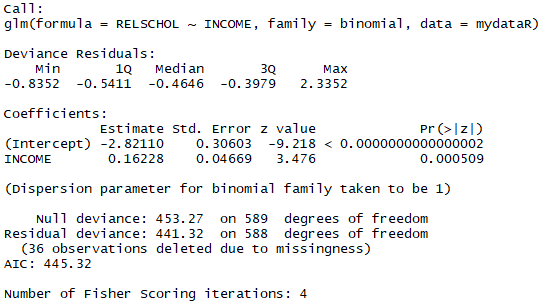 Call:
glm(formula = RELSCHOL ~ INCOME, family = binomial, data = mydataR)
Deviance Residuals:
    Min      1Q  Median      3Q     Max
-0.8352 -0.5411 -0.4646 -0.3979  2.3352
Coefficients:
            Estimate Std. Error z value             Pr(>|z|)
(Intercept) -2.82110    0.30603  -9.218 < 0.0000000000000002
INCOME       0.16228    0.04669   3.476             0.000509
(Dispersion parameter for binomial family taken to be 1)
    Null deviance: 453.27  on 589  degrees of freedom
Residual deviance: 441.32  on 588  degrees of freedom
  (36 observations deleted due to missingness)
AIC: 445.32
Number of Fisher Scoring iterations: 4